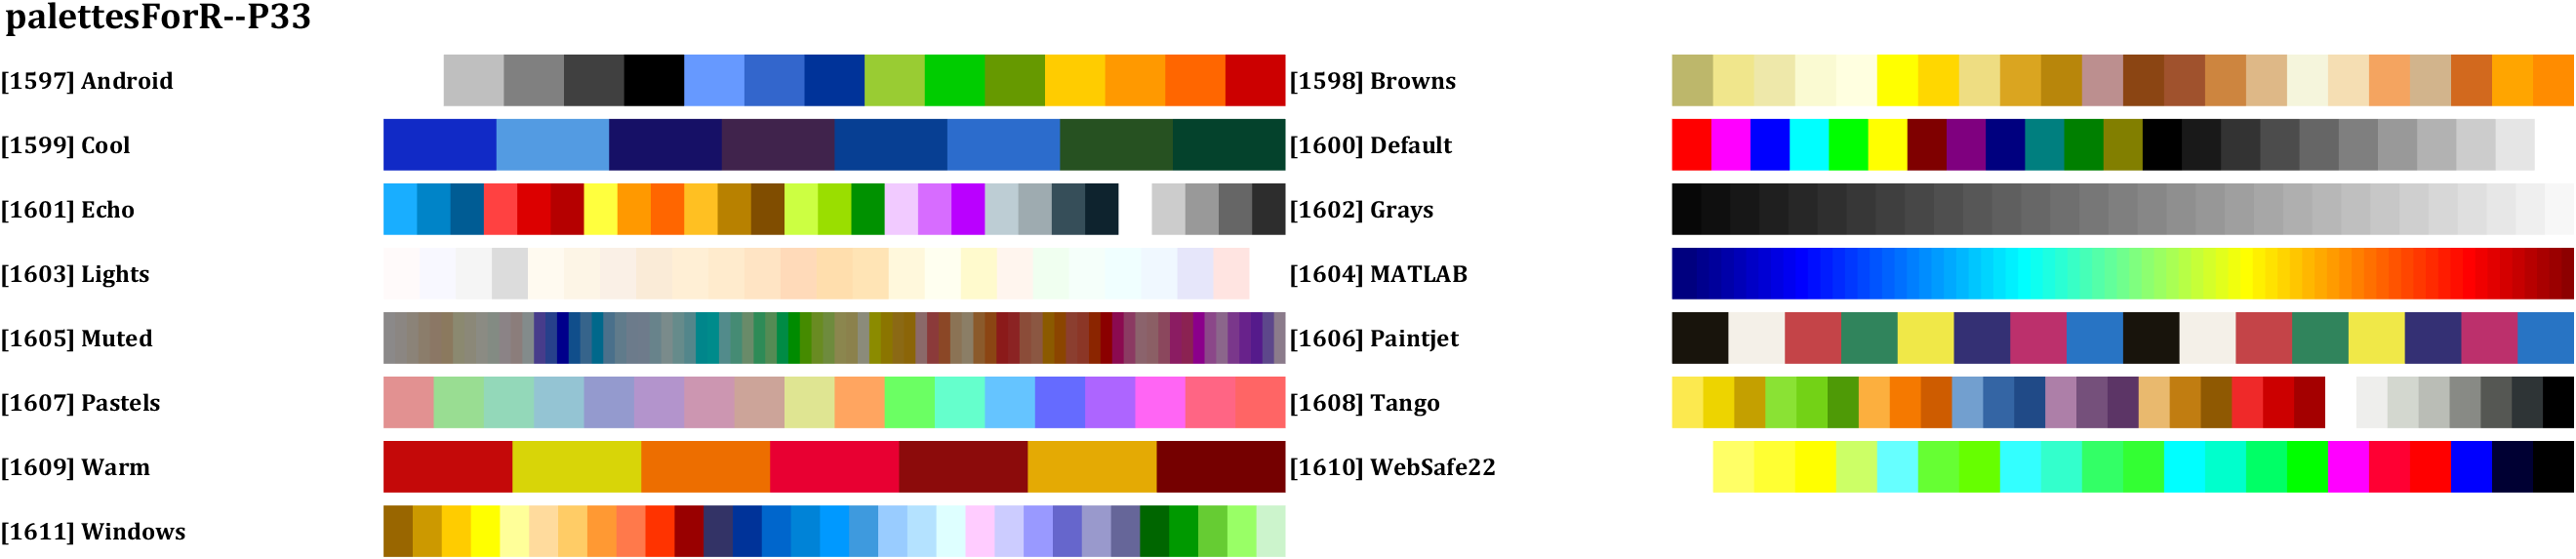 palettesForR--P33
[1597] Android
[1598] Browns
[1599] Cool
[1600] Default
[1601] Echo
[1602] Grays
[1603] Lights
[1604] MATLAB
[1605] Muted
[1606] Paintjet
[1607] Pastels
[1608] Tango
[1609] Warm
[1610] WebSafe22
[1611] Windows